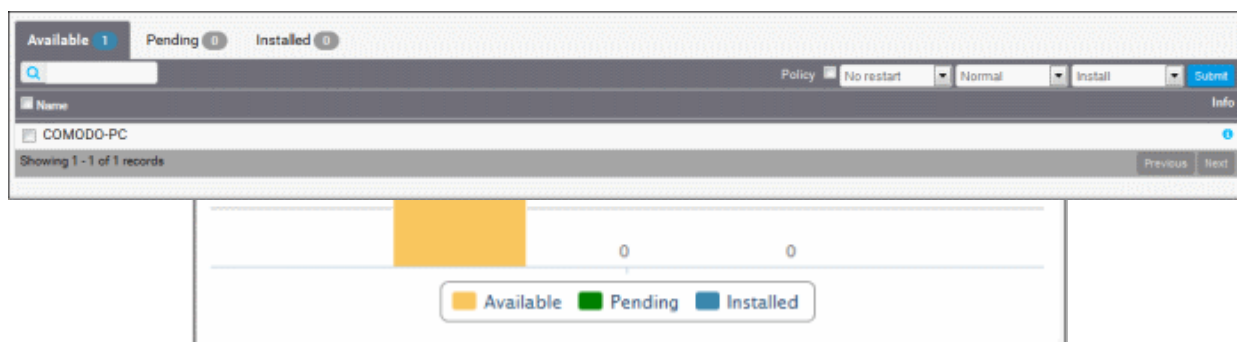 Available 1 Pending 0 Installed 0
Policy No restart Normal Install Submit
Name Info
COMODO-PC
Showing 1 - 1 of 1 records Previous Next
0 0
Available Pending Installed